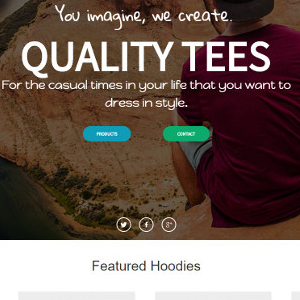 You imagine, we create.
QUALITY TEES
For the casual times in your life that you want to
dress in style.
PRODUCTS
CONTACT
Featured Hoodies